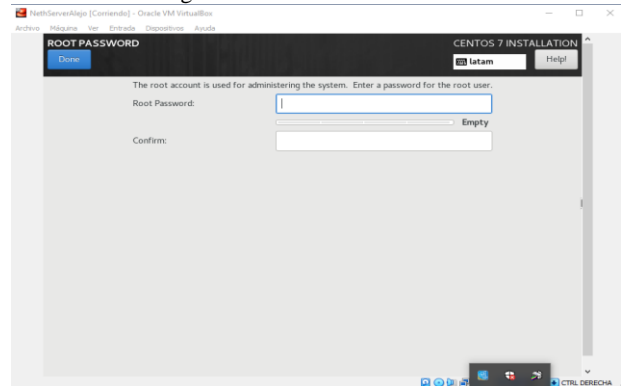 NethServerAlejo [Corriendo] - Oracle VM VirtualBox
Archivo Máquina Ver Entrada Dispositivos Ayuda
ROOT PASSWORD
CENTOS 7 INSTALLATION
Done
latam
Help!
The root account is used for administering the system. Enter a password for the root user.
Root Password:
Empty
Confirm:
CTRL DERECHA